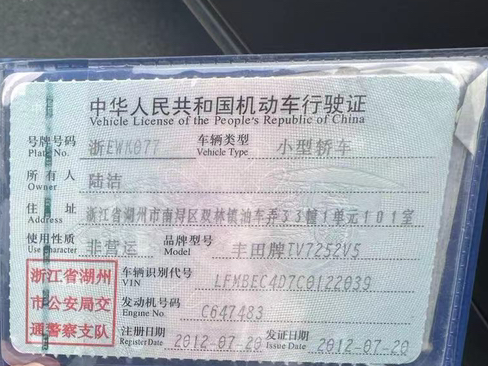 中华人民共和国机动车行驶证
Vehicle License of the People's Republic of China
号牌号码 浙EWK077 车辆类型 小型轿车
Plate No. Vehicle Type
所有人 陆洁
Owner
住址 浙江省湖州市南浔区双林镇油车弄33幢1单元101室
Address
使用性质 非营运 品牌型号 丰田牌TV7252V5
Use Character Model
浙江省湖州
市公安局交
通警察支队
车辆识别代号 LFMBEC4D7C0122039
VIN
发动机号码 C647483
Engine No.
注册日期 2012-07-20 发证日期 2012-07-20
Register Date Issue Date